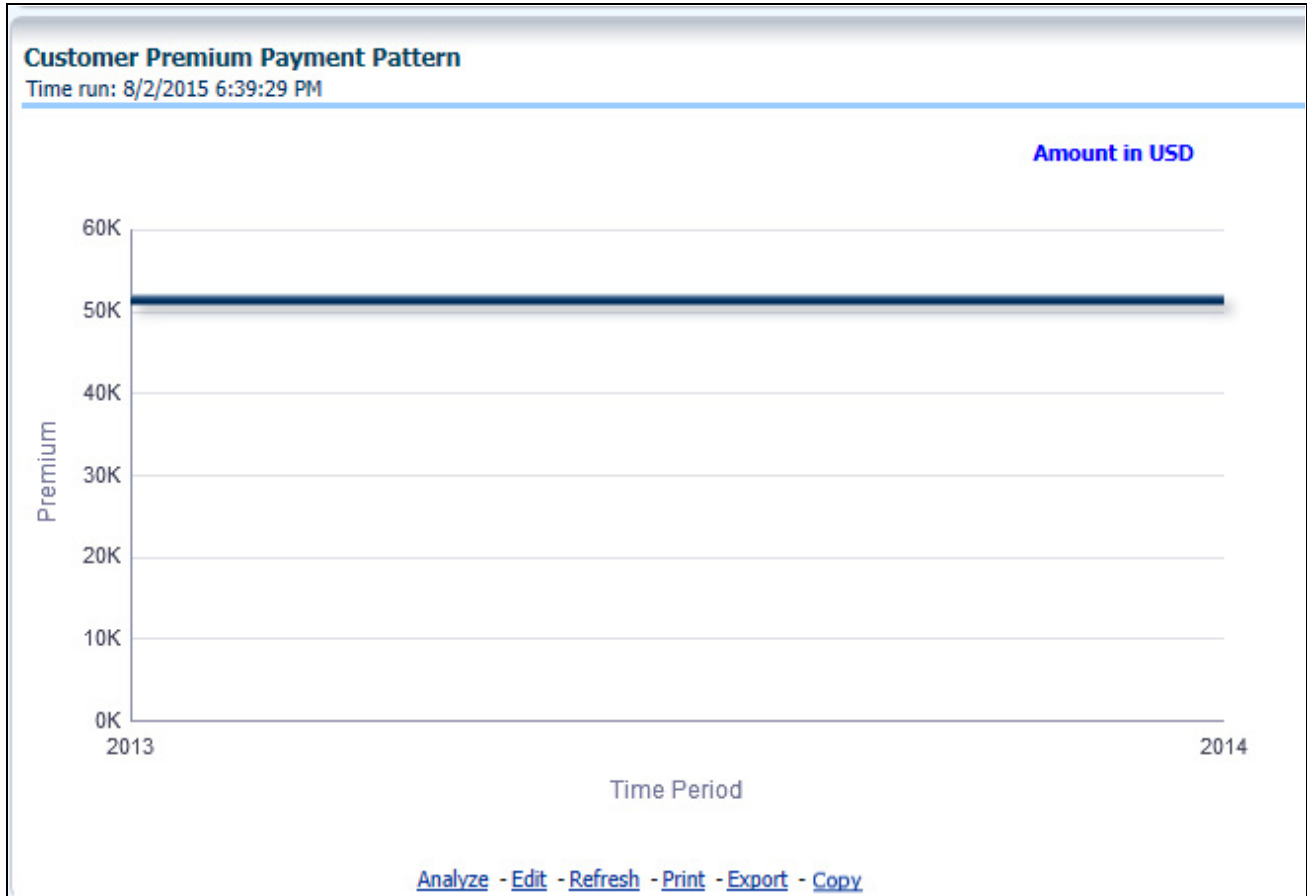 Customer Premium Payment Pattern
Time run: 8/2/2015 6:39:29 PM
Amount in USD
60K
50K
40K
30K
20K
10K
0K
Premium
2013
2014
Time Period
Analyze - Edit - Refresh - Print - Export - Copy